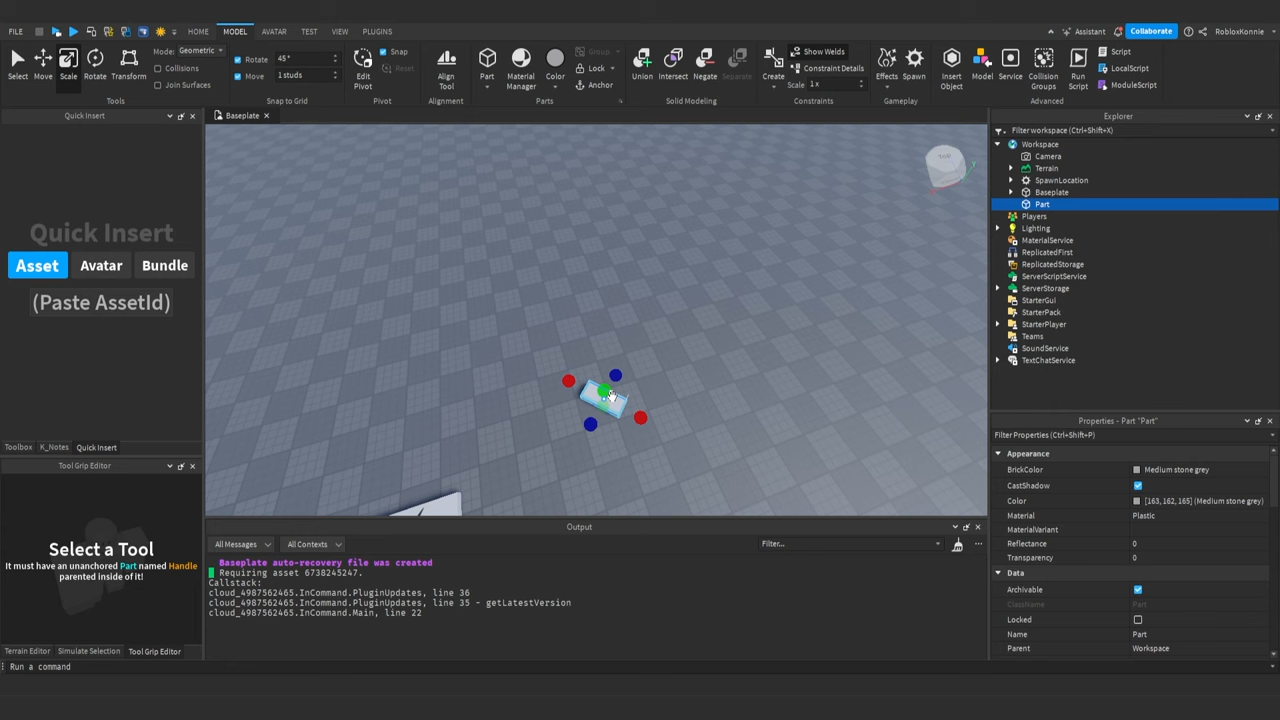 FILE
HOME
MODEL
AVATAR
TEST
VIEW
PLUGINS
Assistant
Collaborate
RobloxKonnie
Select
Move
Scale
Rotate
Transform
Mode: Geometric
Collisions
Join Surfaces
Tools
Rotate 45°
Move 1 studs
Snap to Grid
Edit
Pivot
Snap
Reset
Pivot
Align
Tool
Alignment
Part
Material
Manager
Color
Group
Lock
Anchor
Parts
Union
Intersect
Negate
Separate
Solid Modeling
Create
Show Welds
Constraint Details
Scale 1x
Constraints
Effects
Spawn
Gameplay
Insert
Object
Model
Service
Collision
Groups
Run
Script
Script
LocalScript
ModuleScript
Advanced
Quick Insert
Quick Insert
Asset
Avatar
Bundle
(Paste AssetId)
Toolbox
K_Notes
Quick Insert
Tool Grip Editor
Select a Tool
It must have an unanchored Part named Handle
parented inside of it!
Terrain Editor
Simulate Selection
Tool Grip Editor
Run a command
Baseplate
Output
All Messages
All Contexts
Filter...
Baseplate auto-recovery file was created
Requiring asset 6738245247.
Callstack:
cloud_4987562465.InCommand.PluginUpdates, line 36
cloud_4987562465.InCommand.PluginUpdates, line 35 - getLatestVersion
cloud_4987562465.InCommand.Main, line 22
Explorer
Filter workspace (Ctrl+Shift+X)
Workspace
Camera
Terrain
SpawnLocation
Baseplate
Part
Players
Lighting
MaterialService
ReplicatedFirst
ReplicatedStorage
ServerScriptService
ServerStorage
StarterGui
StarterPack
StarterPlayer
Teams
SoundService
TextChatService
Properties - Part "Part"
Filter Properties (Ctrl+Shift+P)
Appearance
BrickColor Medium stone grey
CastShadow
Color [163, 162, 165] (Medium stone grey)
Material Plastic
MaterialVariant
Reflectance 0
Transparency 0
Data
Archivable
ClassName Part
Locked
Name Part
Parent Workspace